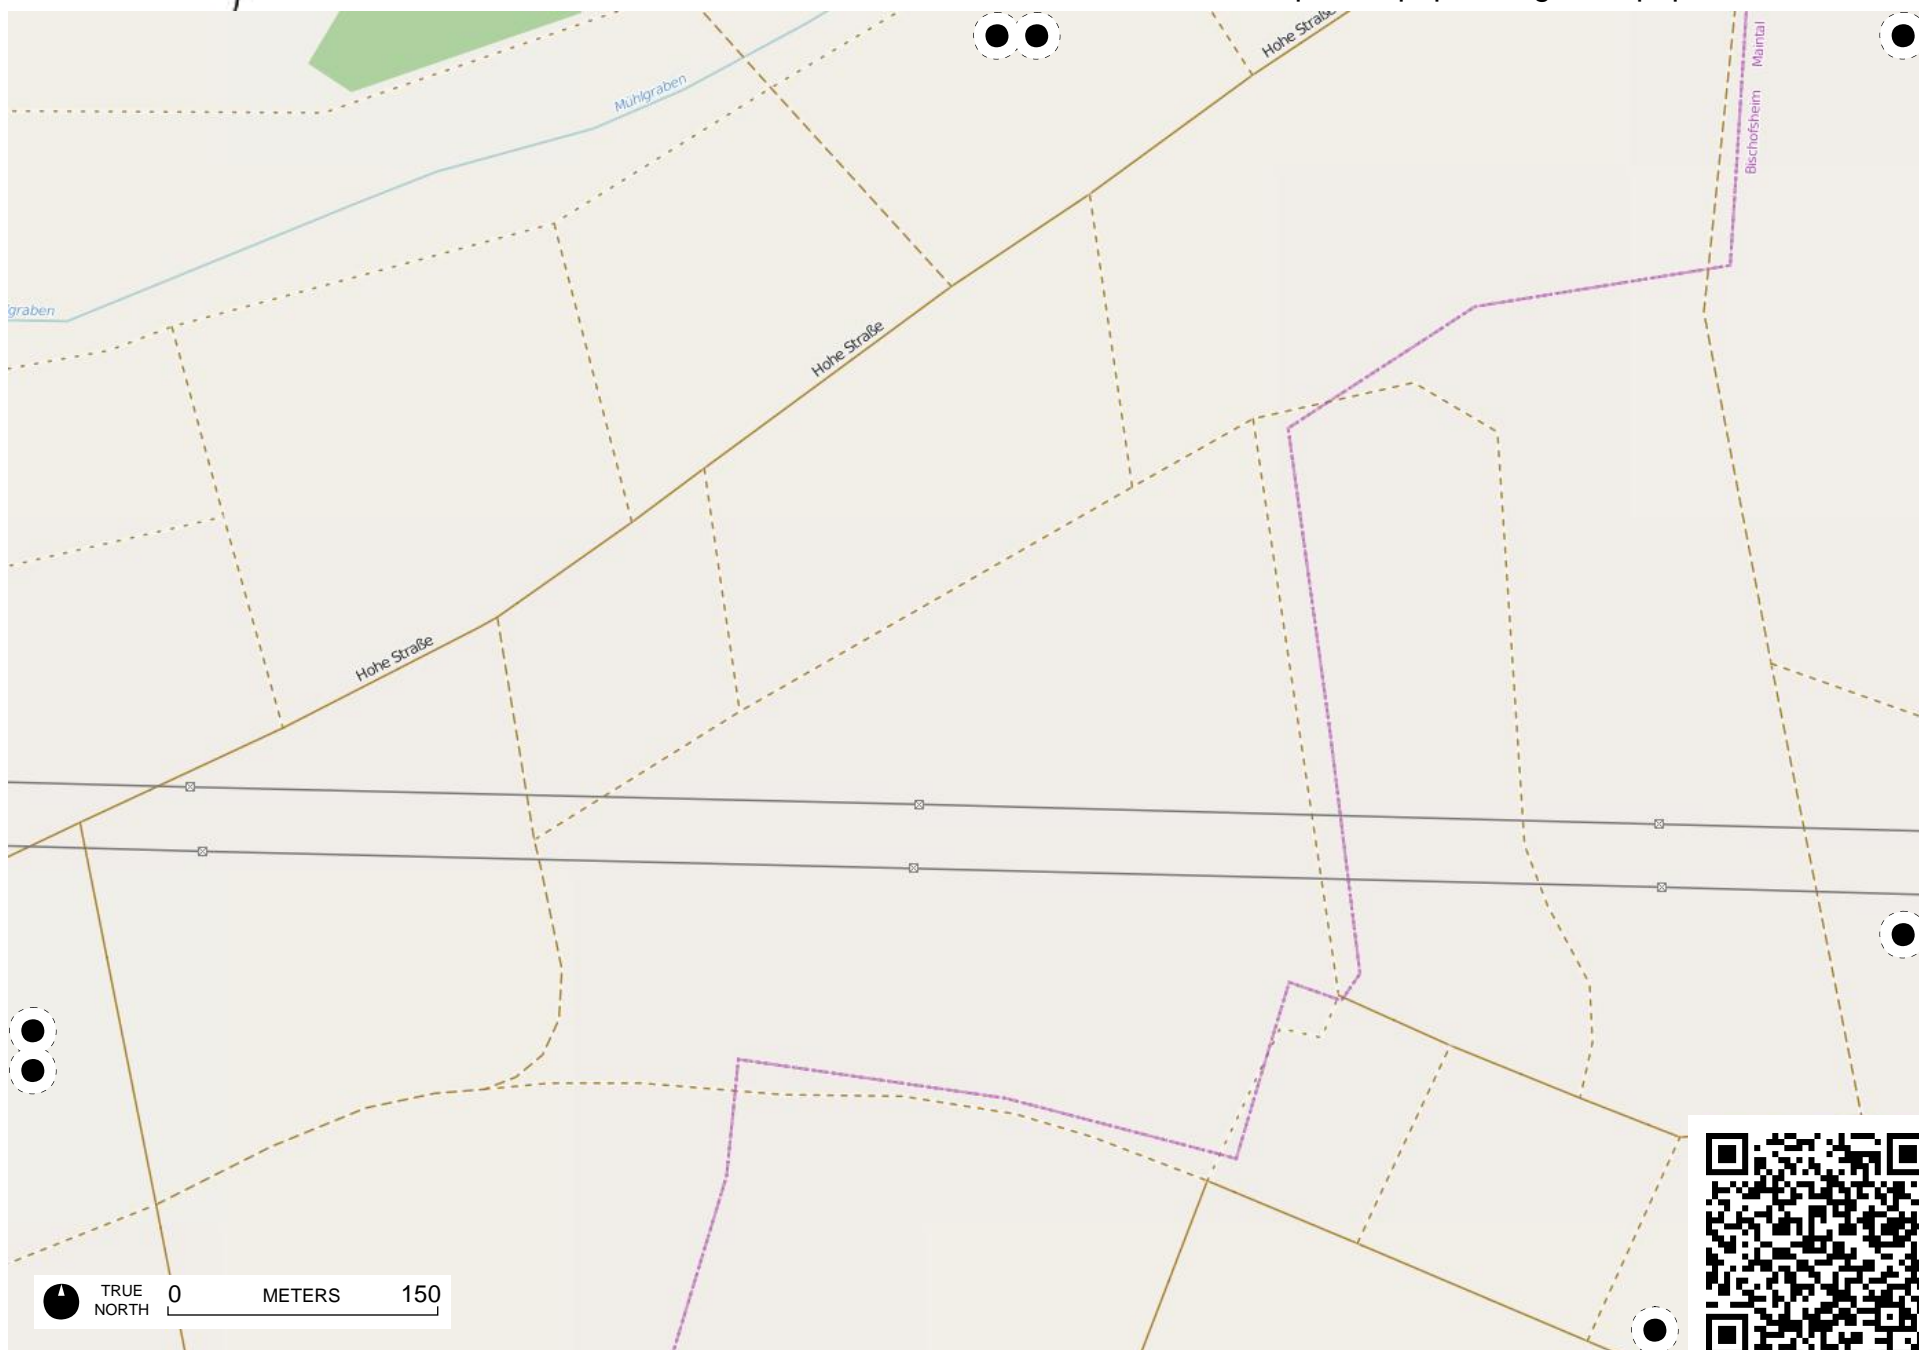 Hohe Straße
Maintal
Bischofsheim
Mühlgraben
graben
Hohe Straße
Hohe Straße
TRUE NORTH
0 METERS 150